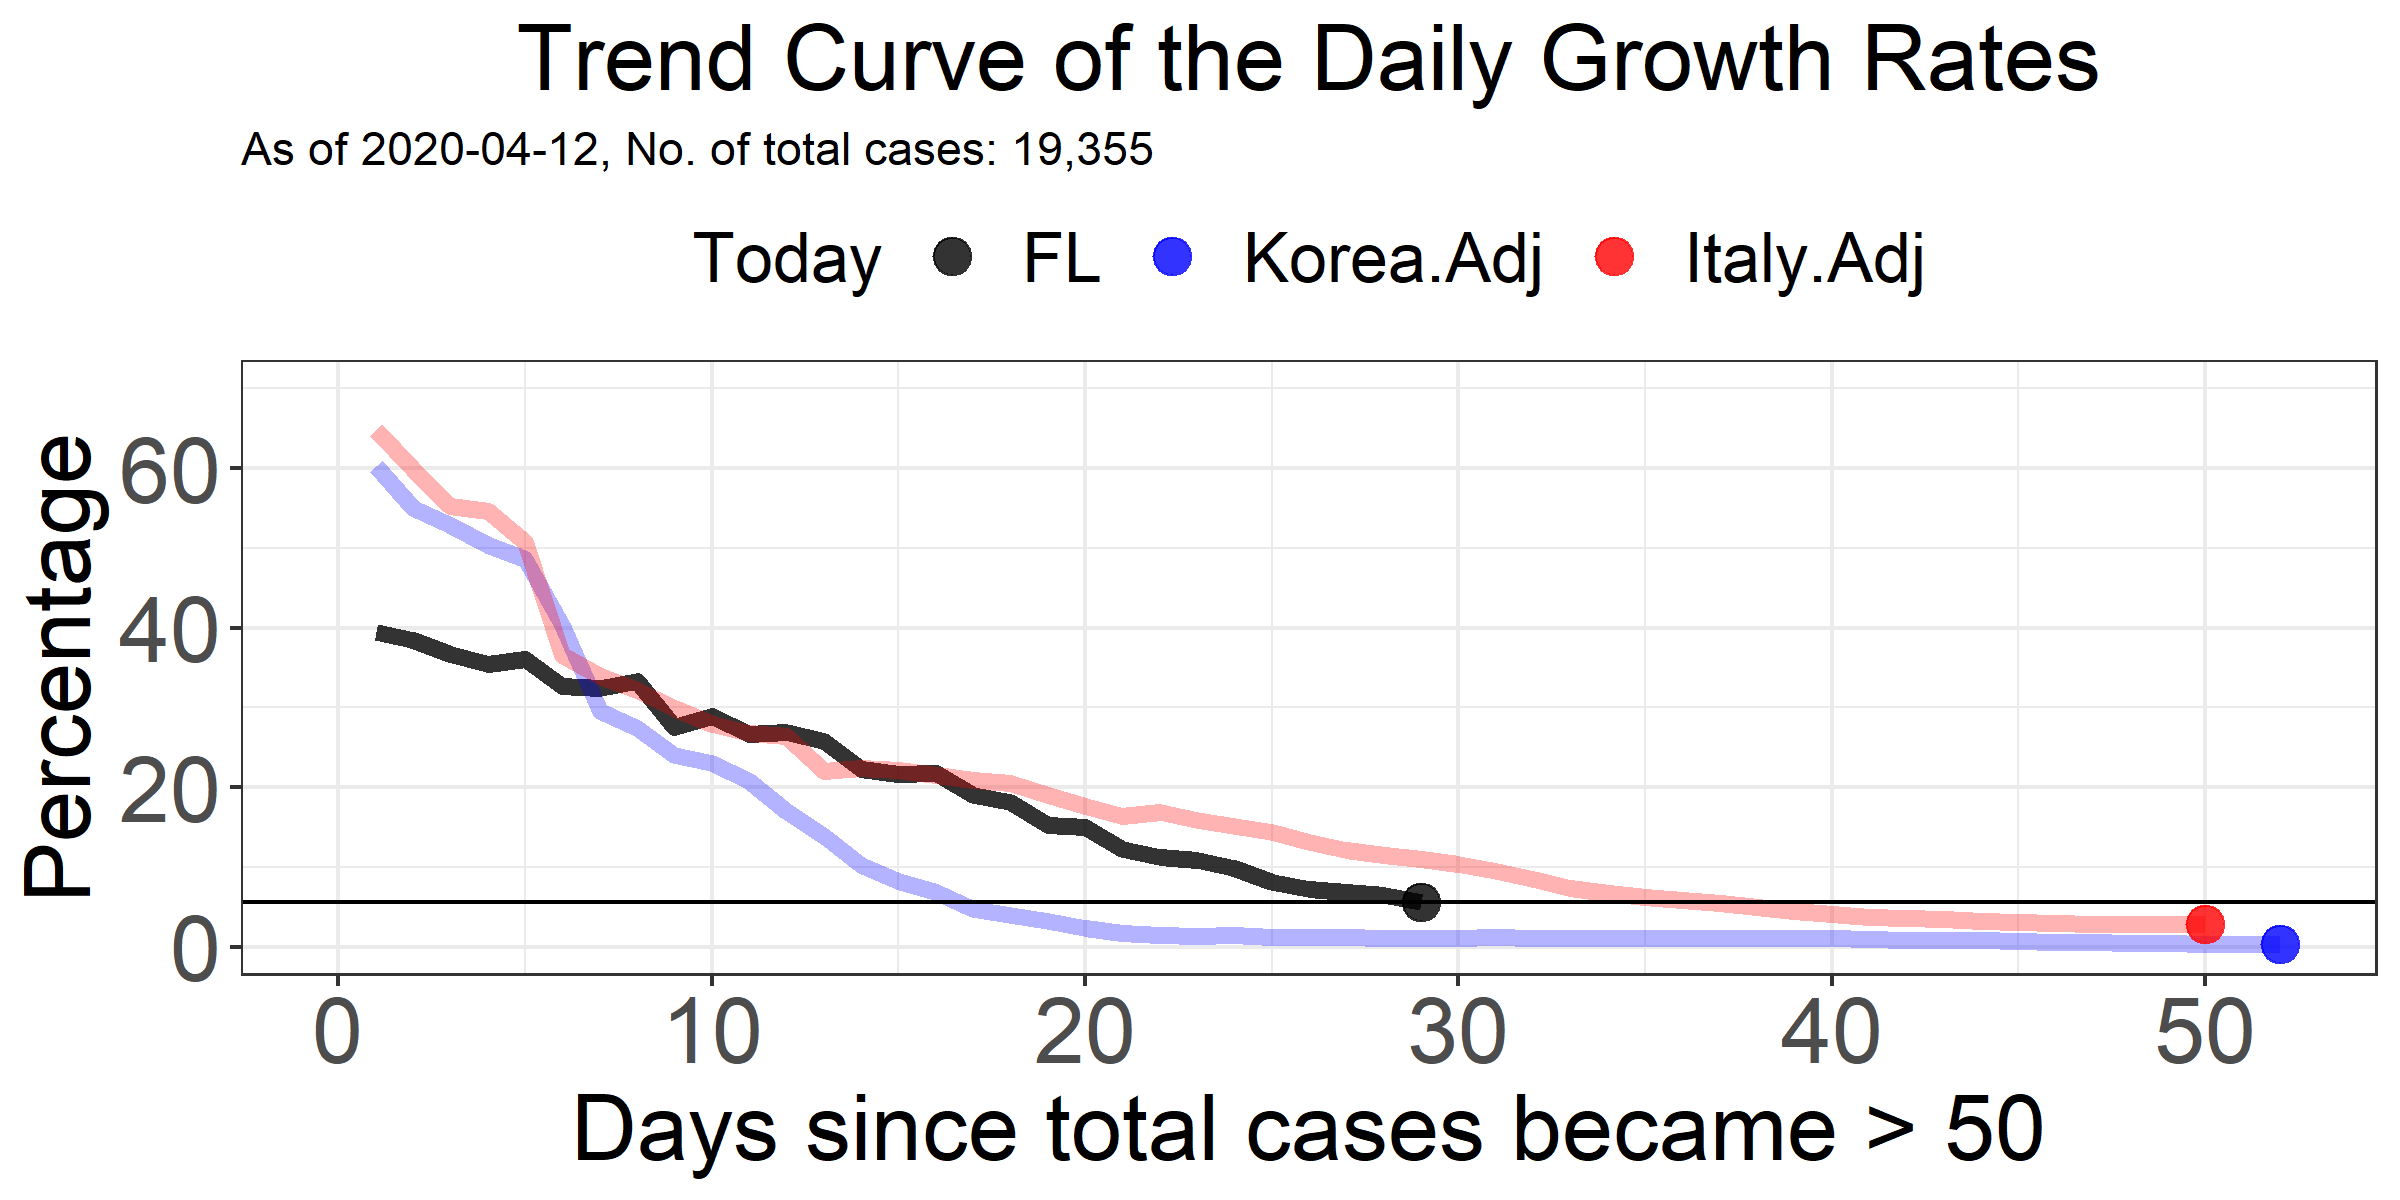 Trend Curve of the Daily Growth Rates
As of 2020-04-12, No. of total cases: 19,355
Today FL Korea.Adj Italy.Adj
Percentage
60
40
20
0
0 10 20 30 40 50
Days since total cases became > 50